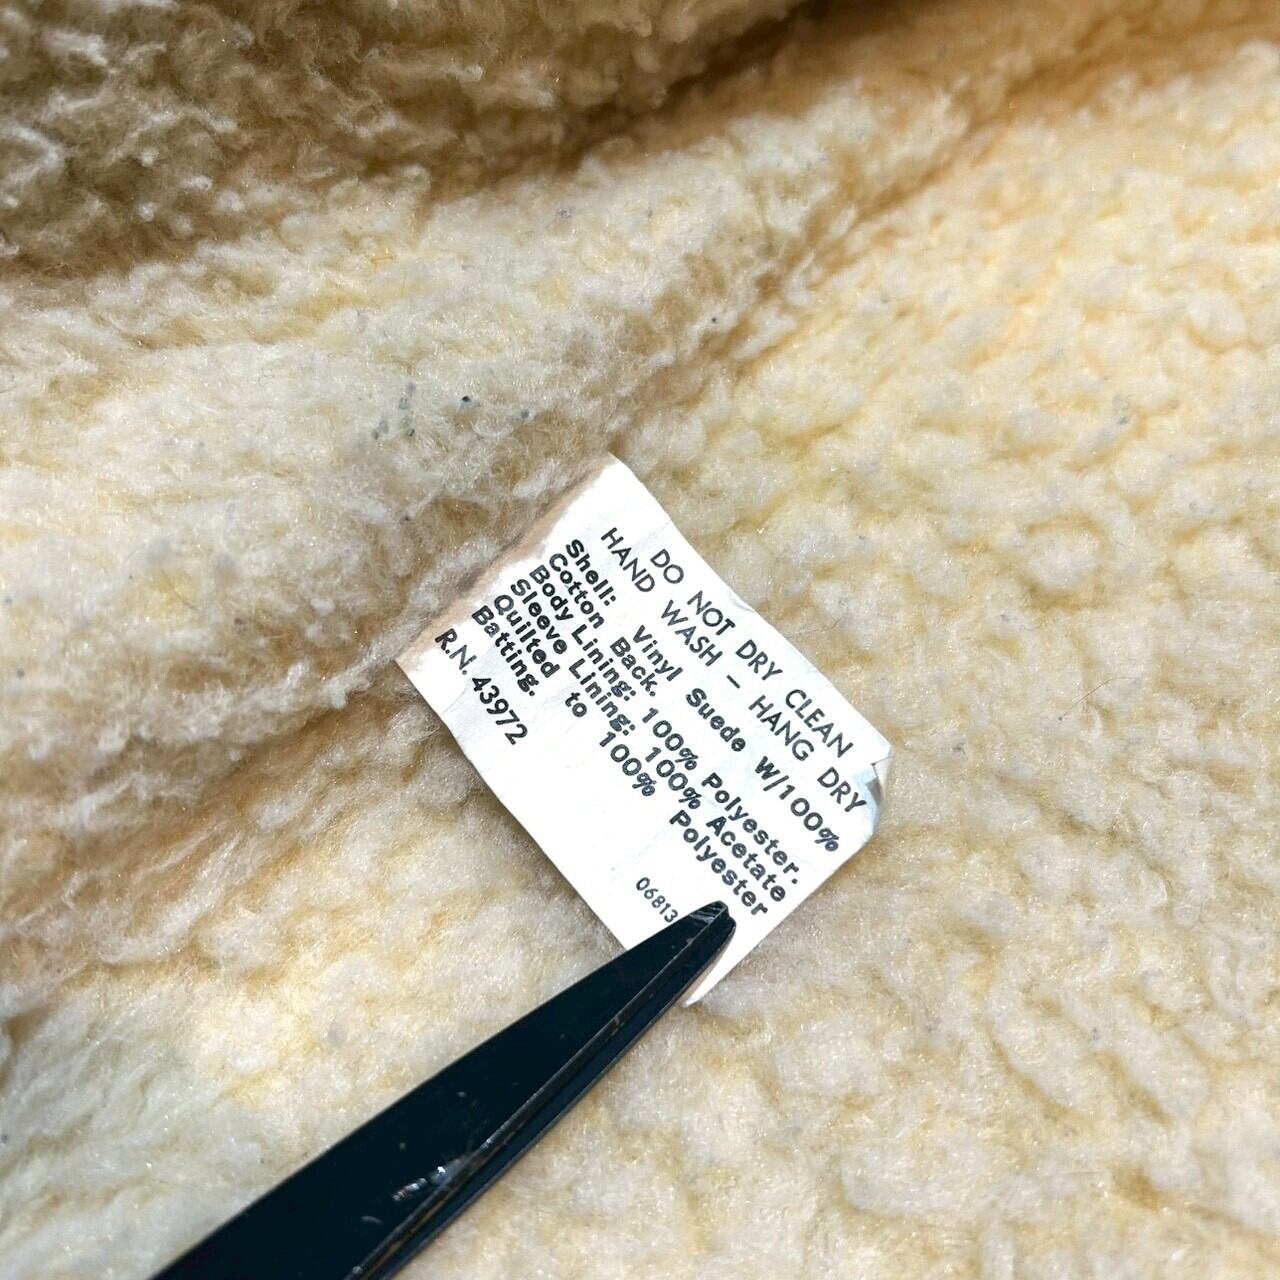 DO NOT DRY CLEAN
HAND WASH – HANG DRY
Shell: Vinyl Suede W/100%
Cotton Back.
Body Lining: 100% Polyester.
Sleeve Lining: 100% Acetate
Quilted to 100% Polyester
Batting.
R.N. 43972
06813